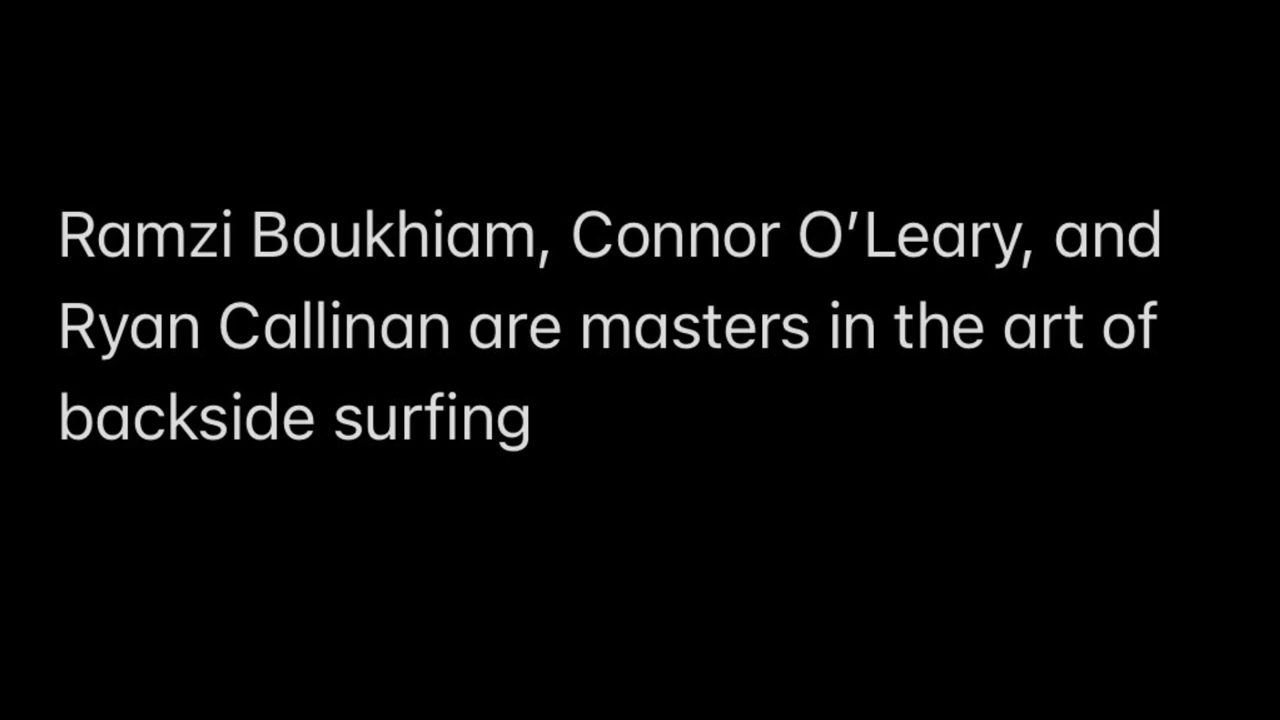 Ramzi Boukhiam, Connor O’Leary, and
Ryan Callinan are masters in the art of
backside surfing